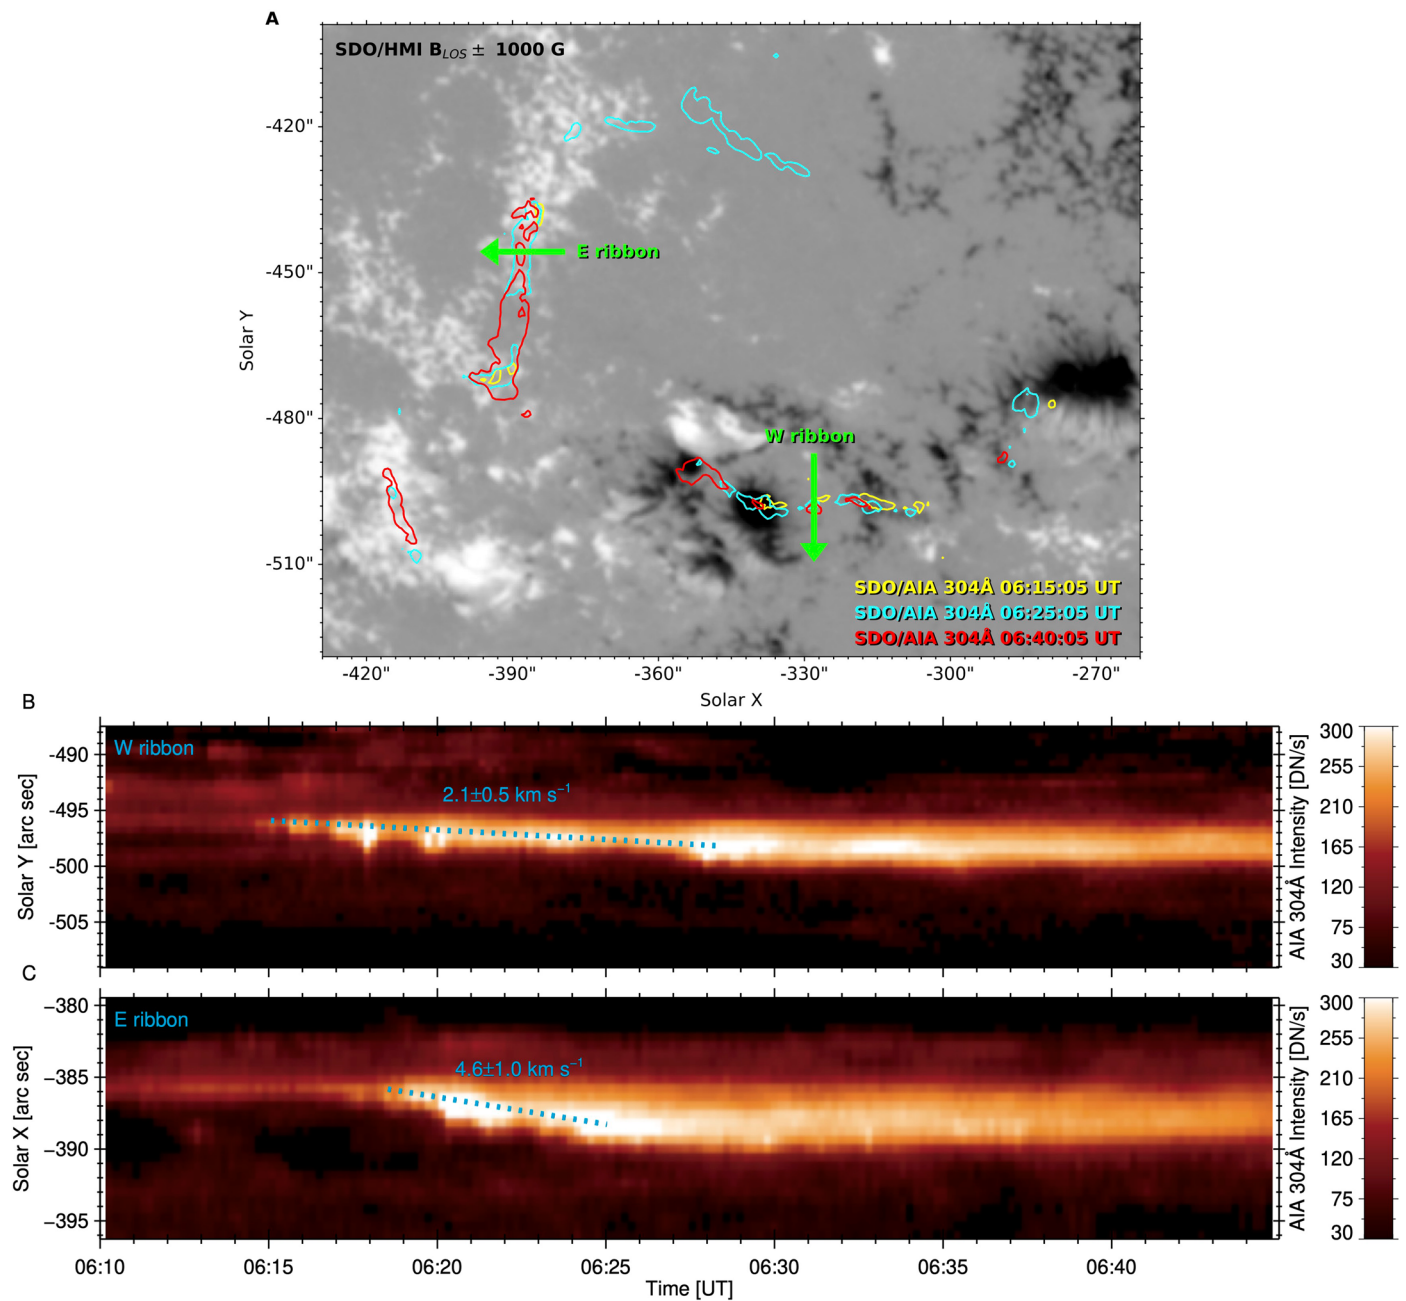 A
SDO/HMI B_LOS ± 1000 G
-420"
-450"
-480"
-510"
Solar Y
E ribbon
W ribbon
SDO/AIA 304Å 06:15:05 UT
SDO/AIA 304Å 06:25:05 UT
SDO/AIA 304Å 06:40:05 UT
-420" -390" -360" -330" -300" -270"
Solar X
B
W ribbon
2.1±0.5 km s⁻¹
-490
-495
-500
-505
Solar Y [arc sec]
AIA 304Å Intensity [DN/s]
300
255
210
165
120
75
30
C
E ribbon
4.6±1.0 km s⁻¹
−380
−385
−390
−395
Solar X [arc sec]
AIA 304Å Intensity [DN/s]
300
255
210
165
120
75
30
06:10 06:15 06:20 06:25 06:30 06:35 06:40
Time [UT]